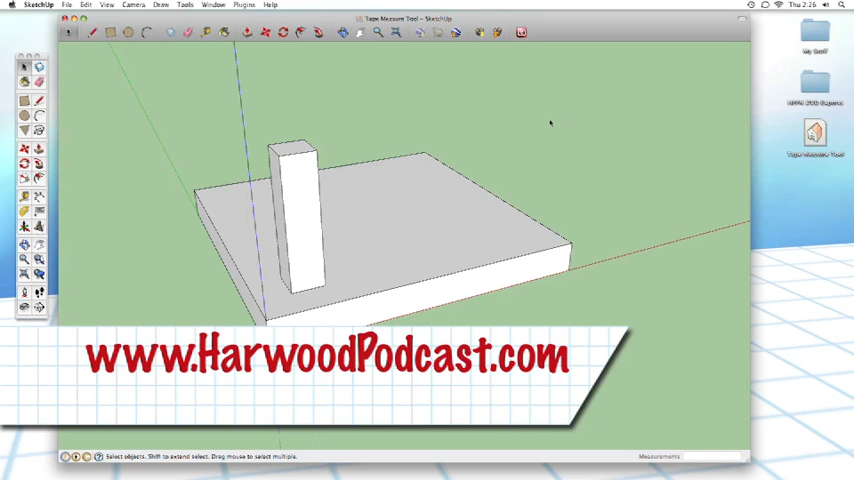 SketchUp File Edit View Camera Draw Tools Window Plugins Help
Thu 2:26
Tape Measure Tool – SketchUp
My Stuff
Tape Measure Tool
www.HarwoodPodcast.com
Select objects. Shift to extend select. Drag mouse to select multiple.
Measurements